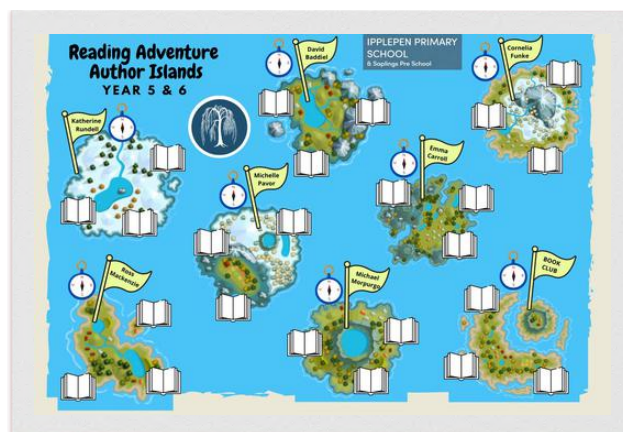 Reading Adventure
Author Islands
YEAR 5 & 6
IPPLEPEN PRIMARY
SCHOOL
& Saplings Pre School
David
Baddiel
Cornelia
Funke
Katherine
Rundell
Emma
Carroll
Michelle
Pavor
Ross
Mackenzie
Michael
Morpurgo
BOOK
CLUB